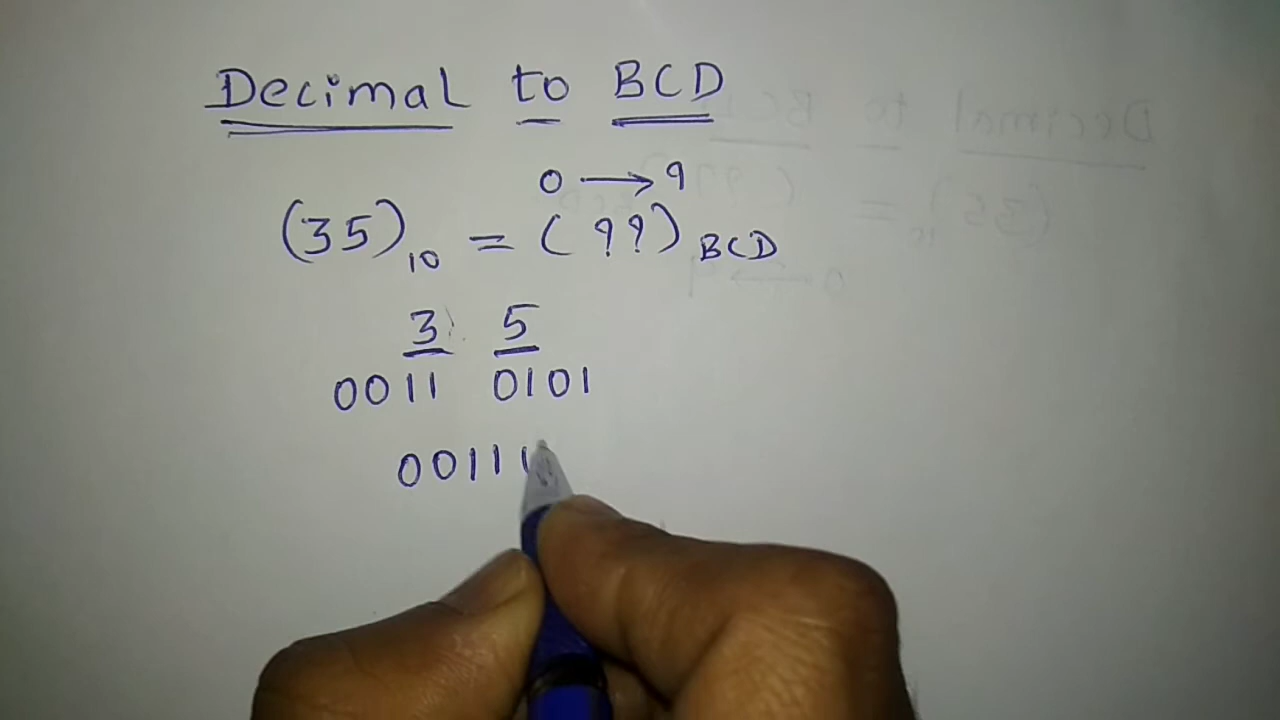 Decimal to BCD
0 → 9
(35)10 = (??)BCD
3 5
0011 0101
0011